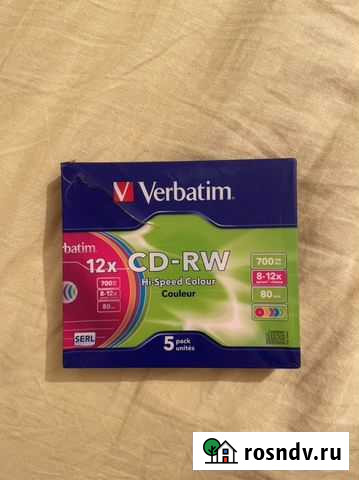 Verbatim
rbatim
12x
CD-RW
700
Hi-Speed Colour
8-12x
Couleur
80
700
8-12x
80
SERL
5 pack
unités
rosndv.ru